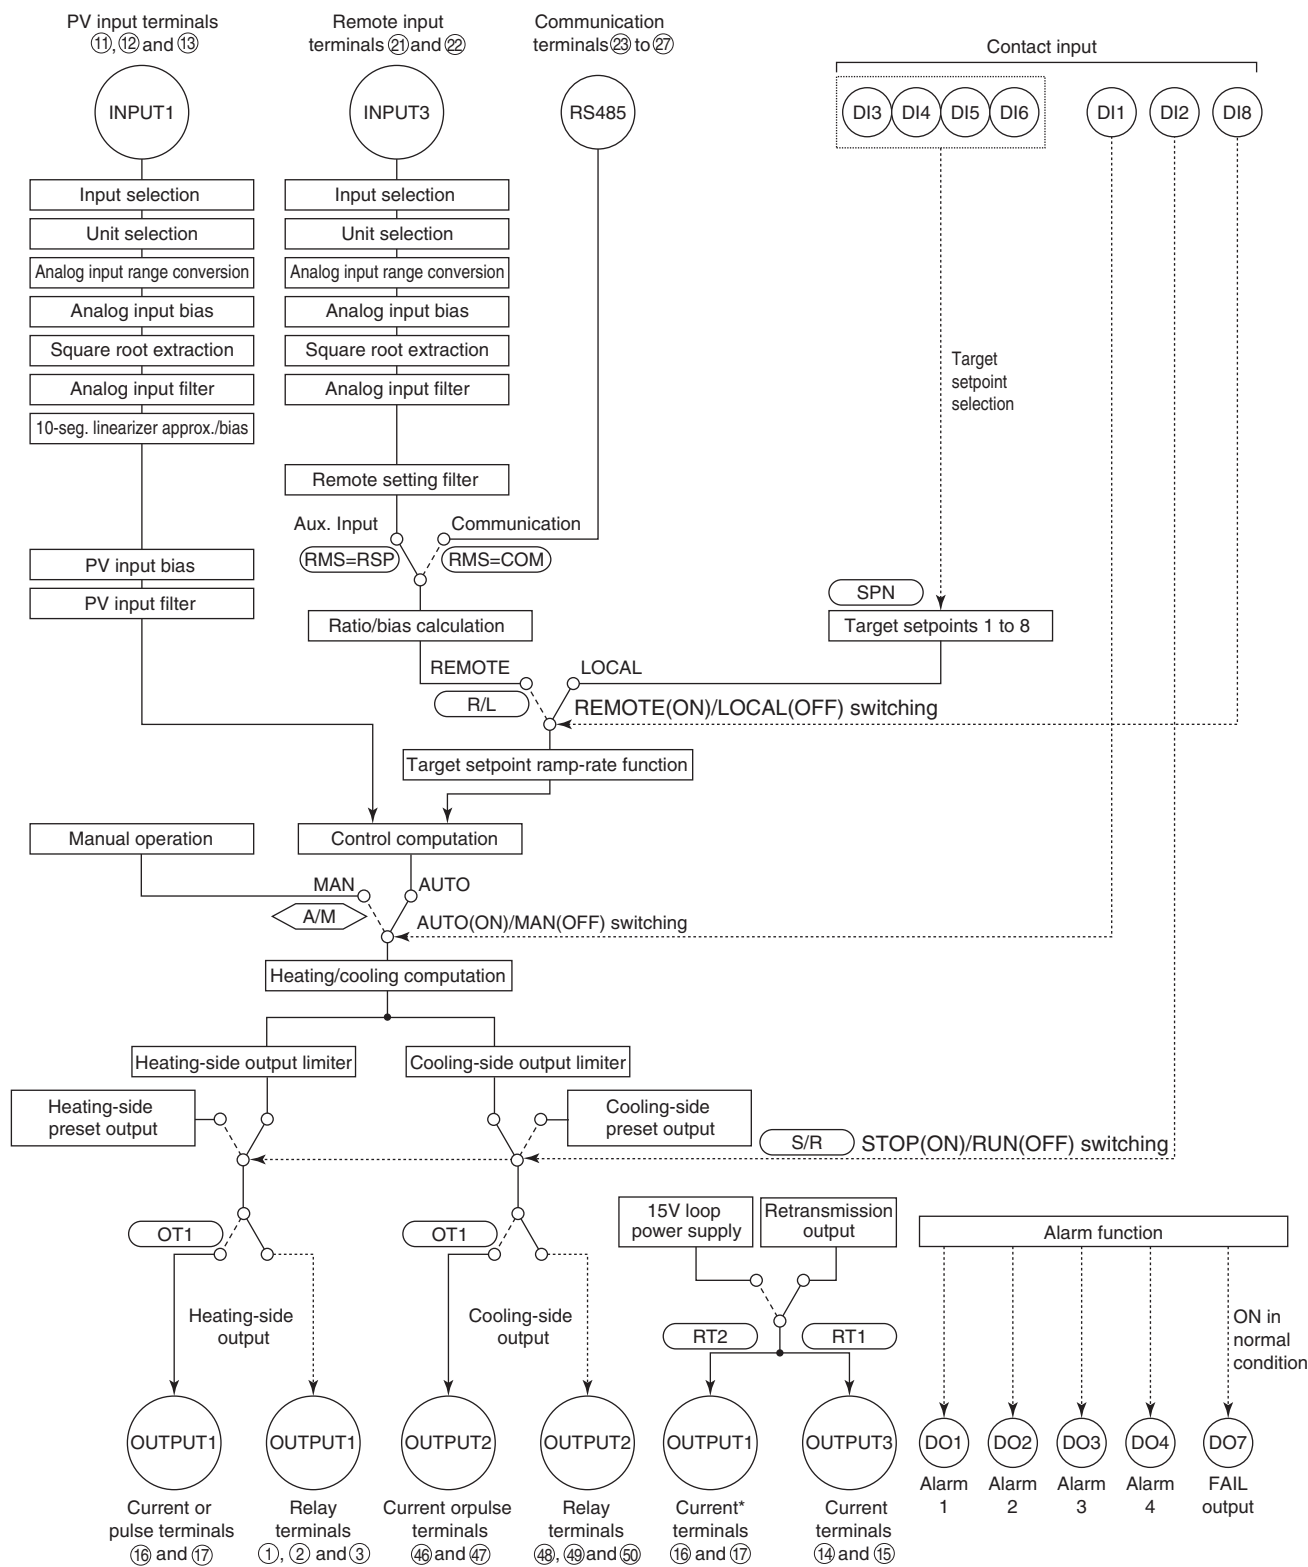 PV input terminals
⑪, ⑫ and ⑬
Remote input
terminals ㉑ and ㉒
Communication
terminals ㉓ to ㉗
Contact input
INPUT1
INPUT3
RS485
DI3
DI4
DI5
DI6
DI1
DI2
DI8
Input selection
Unit selection
Analog input range conversion
Analog input bias
Square root extraction
Analog input filter
10-seg. linearizer approx./bias
Input selection
Unit selection
Analog input range conversion
Analog input bias
Square root extraction
Analog input filter
Target
setpoint
selection
Remote setting filter
Aux. Input
Communication
RMS=RSP
RMS=COM
PV input bias
PV input filter
Ratio/bias calculation
SPN
Target setpoints 1 to 8
REMOTE
LOCAL
R/L
REMOTE(ON)/LOCAL(OFF) switching
Target setpoint ramp-rate function
Manual operation
Control computation
MAN
AUTO
A/M
AUTO(ON)/MAN(OFF) switching
Heating/cooling computation
Heating-side output limiter
Cooling-side output limiter
Heating-side
preset output
Cooling-side
preset output
S/R
STOP(ON)/RUN(OFF) switching
OT1
OT1
15V loop
power supply
Retransmission
output
Alarm function
Heating-side
output
Cooling-side
output
RT2
RT1
ON in
normal
condition
OUTPUT1
OUTPUT1
OUTPUT2
OUTPUT2
OUTPUT1
OUTPUT3
DO1
DO2
DO3
DO4
DO7
Current or
pulse terminals
⑯ and ⑰
Relay
terminals
①, ② and ③
Current orpulse
terminals
㊻ and ㊼
Relay
terminals
㊽, ㊾ and ㊿
Current*
terminals
⑯ and ⑰
Current
terminals
⑭ and ⑮
Alarm
1
Alarm
2
Alarm
3
Alarm
4
FAIL
output